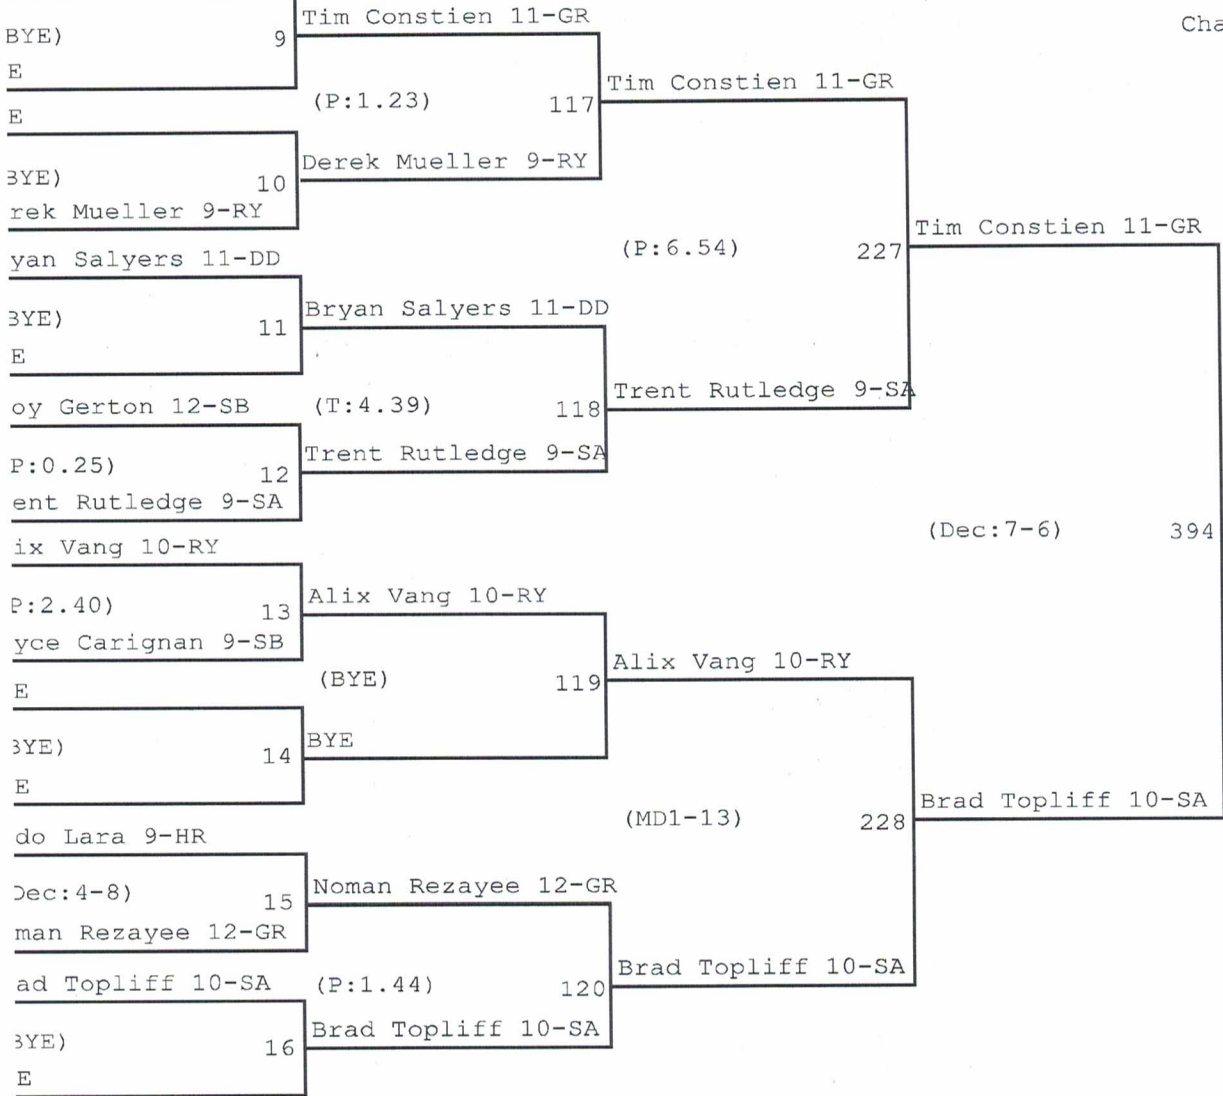 Tim Constien 11-GR
Cha
BYE) 9
E
(P:1.23) 117
Tim Constien 11-GR
E
Derek Mueller 9-RY
3YE) 10
rek Mueller 9-RY
(P:6.54) 227
Tim Constien 11-GR
yan Salyers 11-DD
Bryan Salyers 11-DD
3YE) 11
E
(T:4.39) 118
Trent Rutledge 9-SA
oy Gerton 12-SB
Trent Rutledge 9-SA
P:0.25) 12
ent Rutledge 9-SA
(Dec:7-6) 394
ix Vang 10-RY
Alix Vang 10-RY
P:2.40) 13
yce Carignan 9-SB
(BYE) 119
Alix Vang 10-RY
E
BYE
3YE) 14
E
(MD1-13) 228
Brad Topliff 10-SA
do Lara 9-HR
Noman Rezayee 12-GR
Dec:4-8) 15
man Rezayee 12-GR
ad Topliff 10-SA
(P:1.44) 120
Brad Topliff 10-SA
Brad Topliff 10-SA
3YE) 16
E